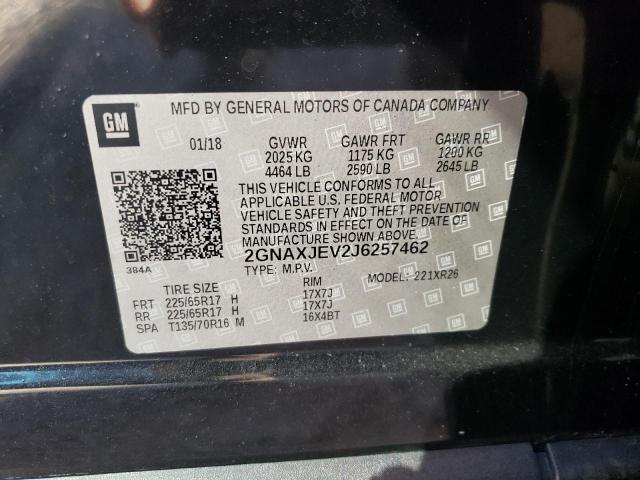 GM
MFD BY GENERAL MOTORS OF CANADA COMPANY
01/18 GVWR GAWR FRT GAWR RR
2025 KG 1175 KG 1200 KG
4464 LB 2590 LB 2645 LB
THIS VEHICLE CONFORMS TO ALL
APPLICABLE U.S. FEDERAL MOTOR
VEHICLE SAFETY AND THEFT PREVENTION
STANDARDS IN EFFECT ON THE DATE OF
MANUFACTURE SHOWN ABOVE.
384A
2GNAXJEV2J6257462
TYPE: M.P.V. MODEL: 221XR26
TIRE SIZE RIM
FRT 225/65R17 H 17X7J
RR 225/65R17 H 17X7J
SPA T135/70R16 M 16X4BT